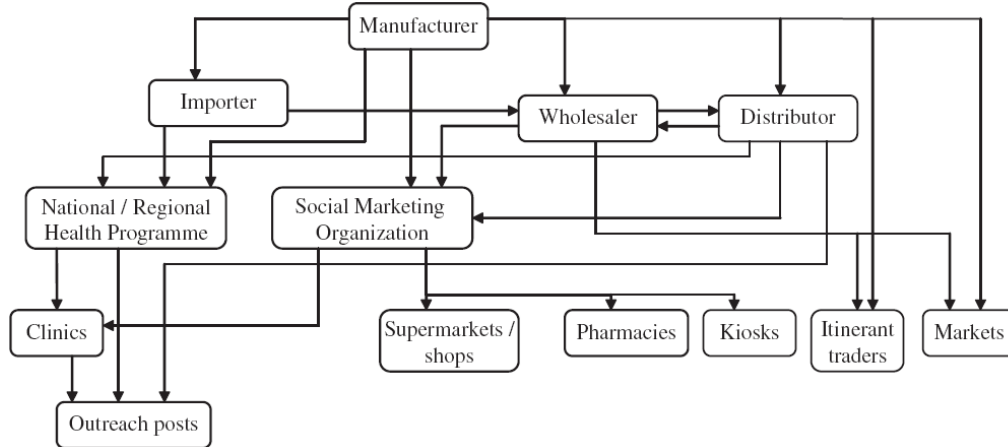 Manufacturer
Importer
Wholesaler
Distributor
National / Regional
Health Programme
Social Marketing
Organization
Clinics
Supermarkets /
shops
Pharmacies
Kiosks
Itinerant
traders
Markets
Outreach posts